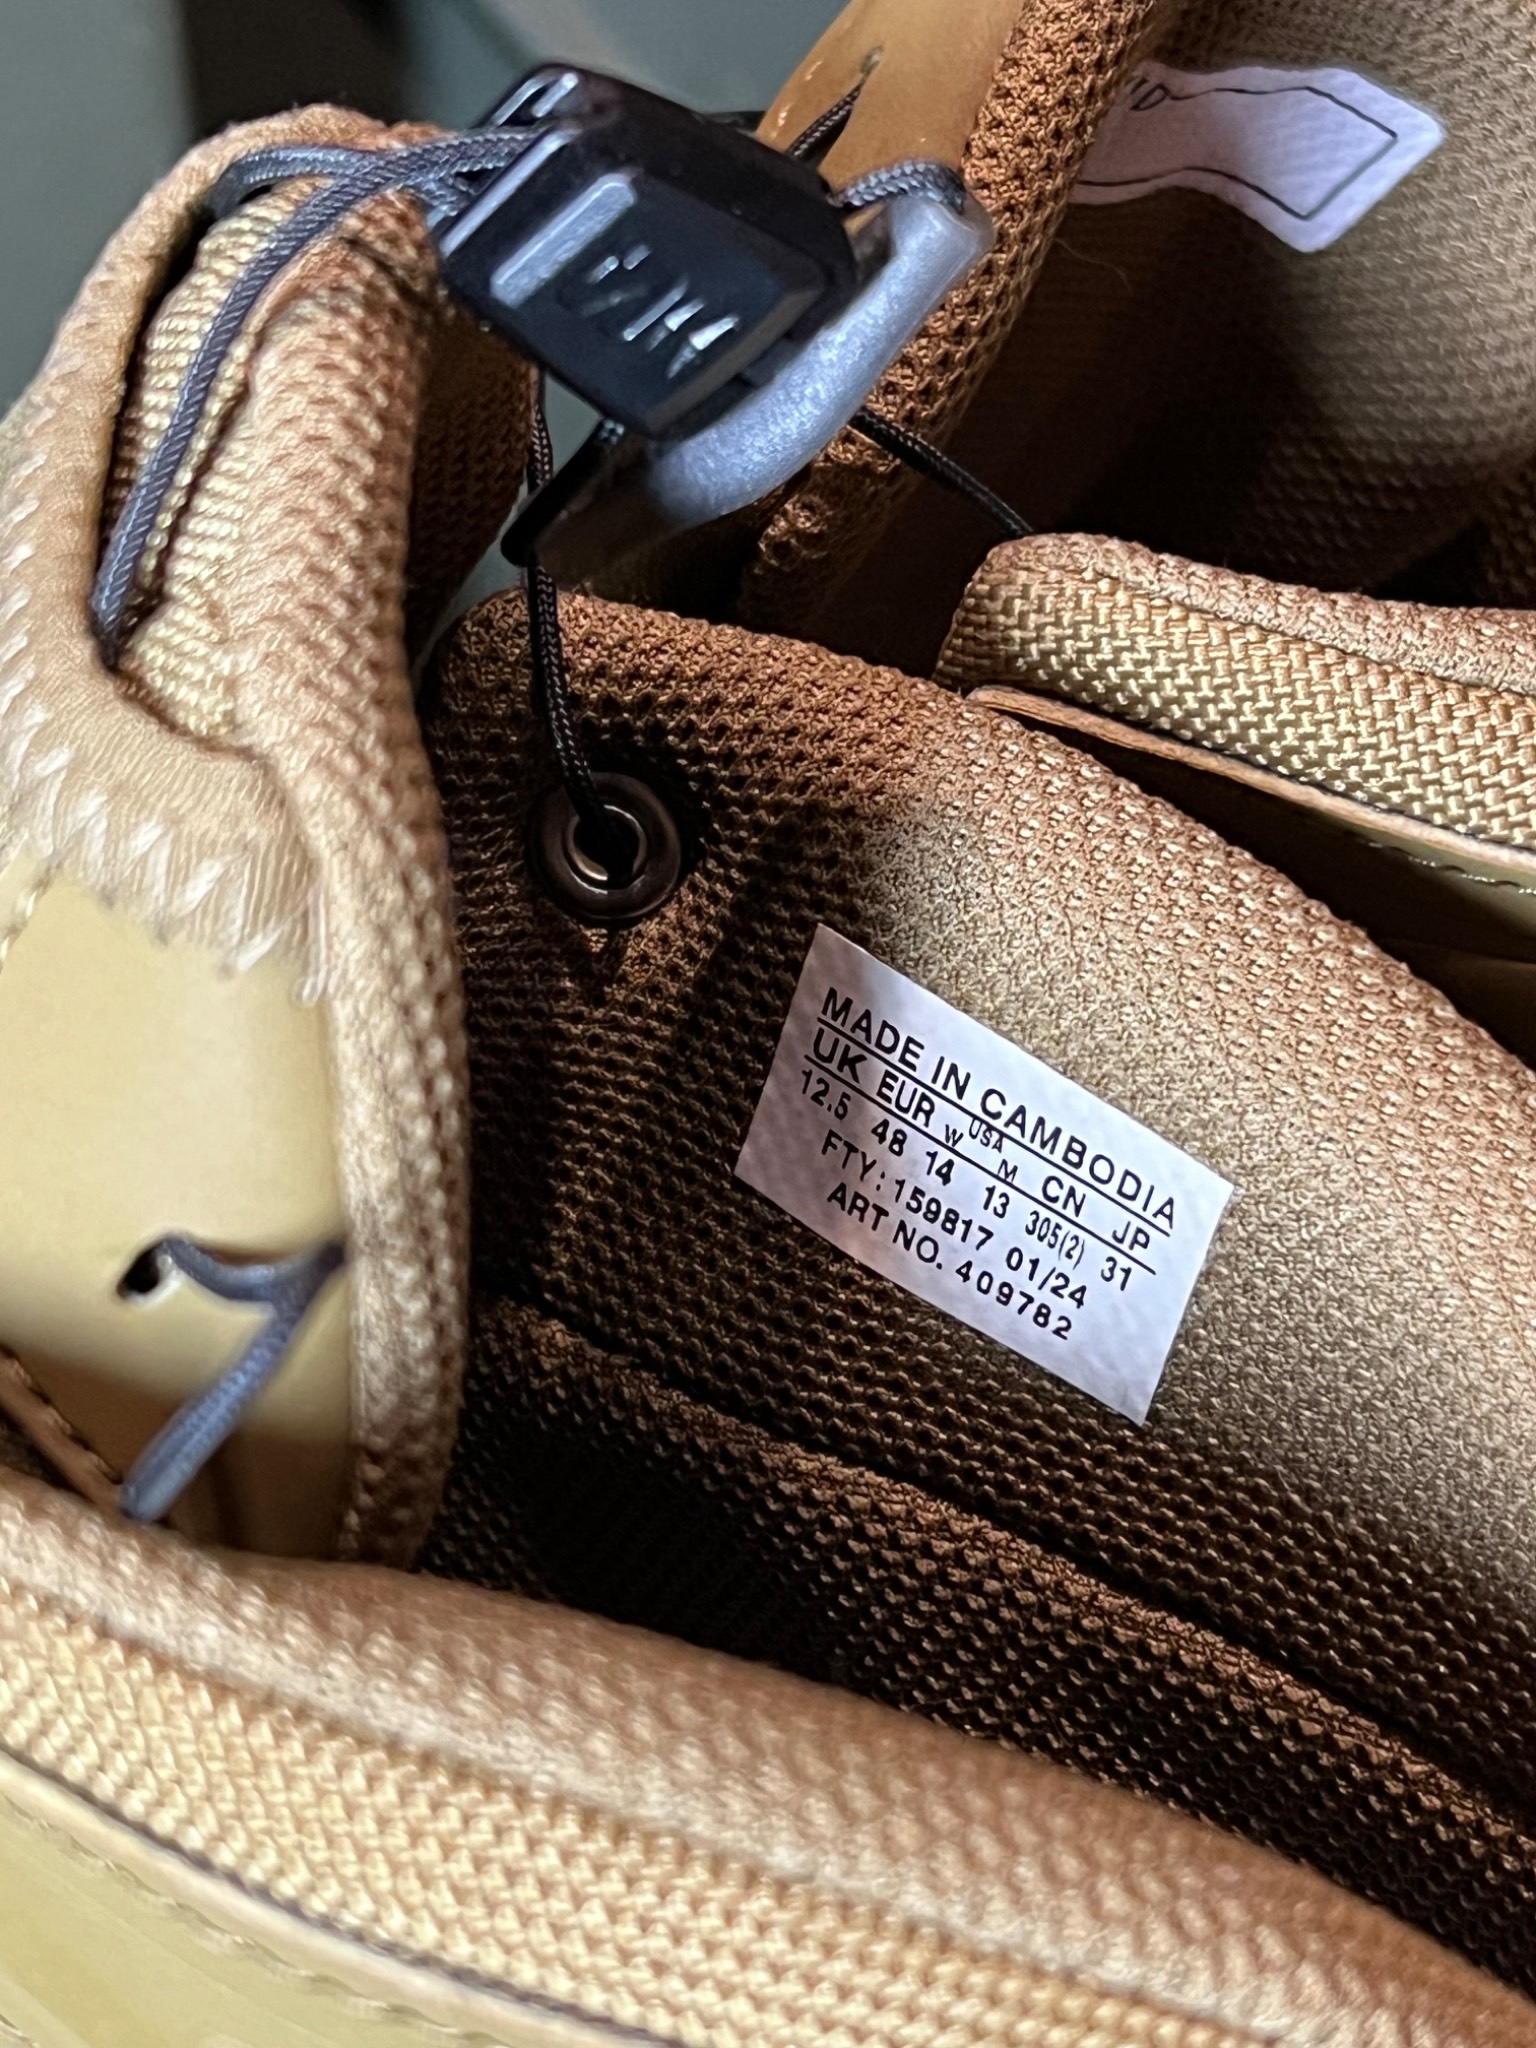 MADE IN CAMBODIA
UK EUR W USA M CN JP
12.5 48 14 13 305(2) 31
FTY: 159817 01/24
ART NO. 409782